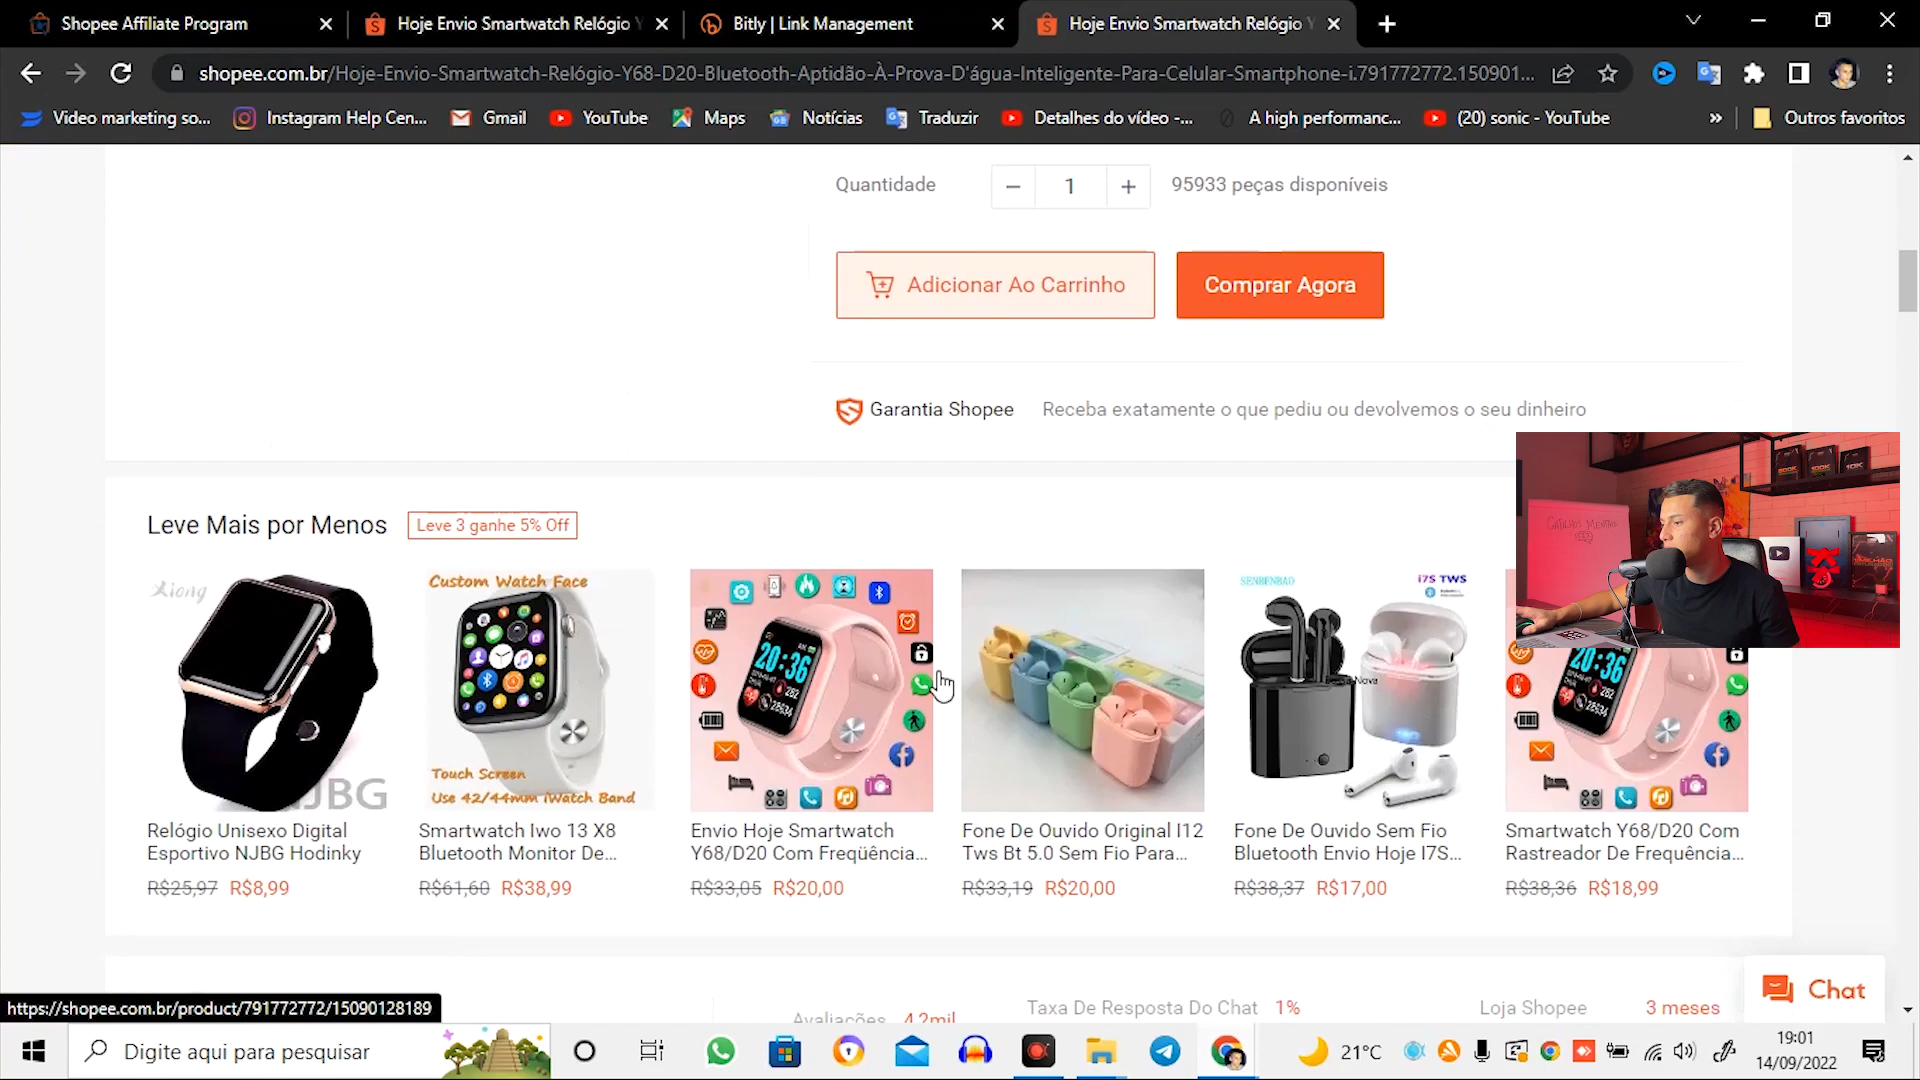 Shopee Affiliate Program
Hoje Envio Smartwatch Relógio Y
Bitly | Link Management
Hoje Envio Smartwatch Relógio Y
shopee.com.br/Hoje-Envio-Smartwatch-Relógio-Y68-D20-Bluetooth-Aptidão-À-Prova-D'água-Inteligente-Para-Celular-Smartphone-i.791772772.150901...
Video marketing so...
Instagram Help Cen...
Gmail
YouTube
Maps
Notícias
Traduzir
Detalhes do vídeo -...
A high performanc...
(20) sonic - YouTube
»
Outros favoritos
Quantidade
1
95933 peças disponíveis
Adicionar Ao Carrinho
Comprar Agora
Garantia Shopee
Receba exatamente o que pediu ou devolvemos o seu dinheiro
Leve Mais por Menos
Leve 3 ganhe 5% Off
Xiong
NJBG
Custom Watch Face
Touch Screen
Use 42/44mm iWatch Band
20:36
SENBENBAO
i7S TWS
20:36
Relógio Unisexo Digital
Esportivo NJBG Hodinky
R$25,97 R$8,99
Smartwatch Iwo 13 X8
Bluetooth Monitor De...
R$61,60 R$38,99
Envio Hoje Smartwatch
Y68/D20 Com Freqüência...
R$33,05 R$20,00
Fone De Ouvido Original I12
Tws Bt 5.0 Sem Fio Para...
R$33,19 R$20,00
Fone De Ouvido Sem Fio
Bluetooth Envio Hoje I7S...
R$38,37 R$17,00
Smartwatch Y68/D20 Com
Rastreador De Frequência...
R$38,36 R$18,99
Avaliações 4,2mil
Taxa De Resposta Do Chat 1%
Loja Shopee 3 meses
Chat
https://shopee.com.br/product/791772772/15090128189
Digite aqui para pesquisar
21°C
19:01
14/09/2022